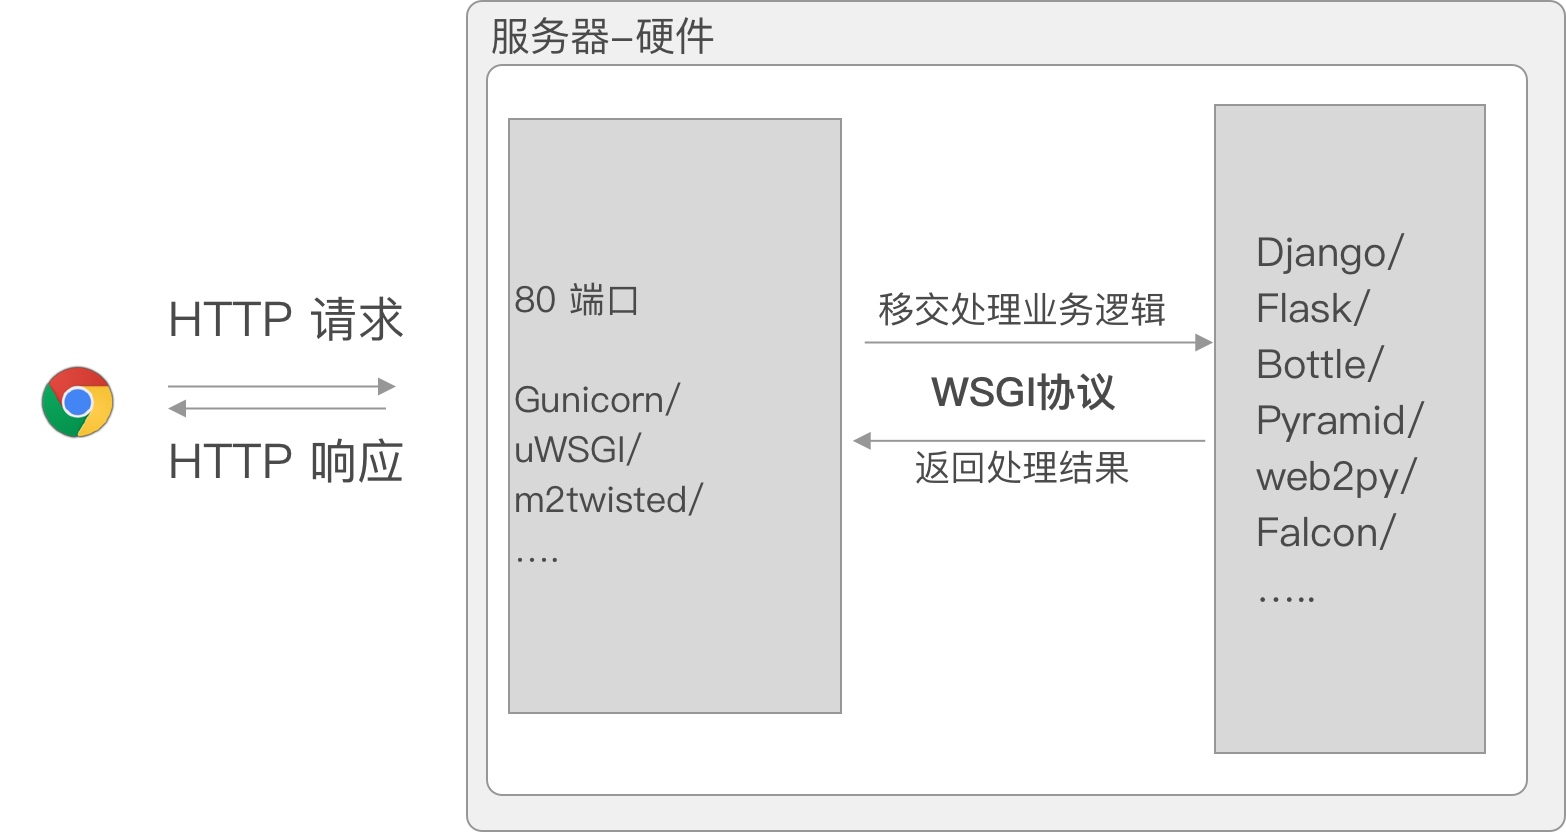 服务器–硬件
HTTP 请求
HTTP 响应
80 端口
Gunicorn/
uWSGI/
m2twisted/
....
移交处理业务逻辑
WSGI协议
返回处理结果
Django/
Flask/
Bottle/
Pyramid/
web2py/
Falcon/
.....